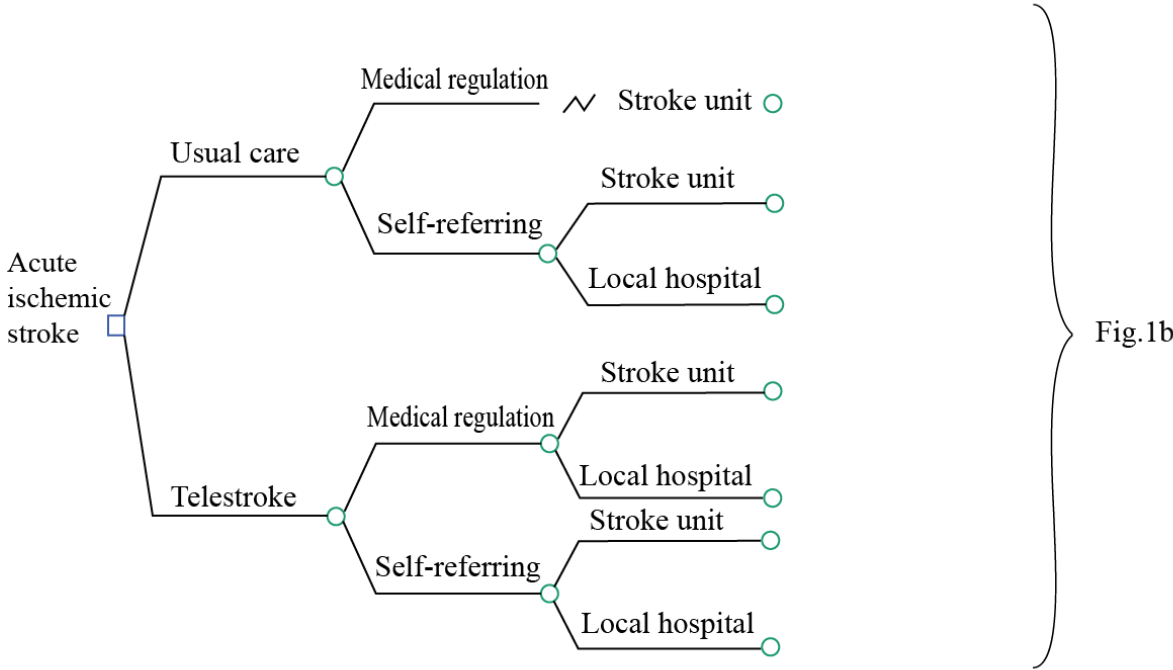 Medical regulation
Stroke unit
Usual care
Stroke unit
Self-referring
Local hospital
Acute
ischemic
stroke
Fig.1b
Stroke unit
Medical regulation
Local hospital
Telestroke
Stroke unit
Self-referring
Local hospital